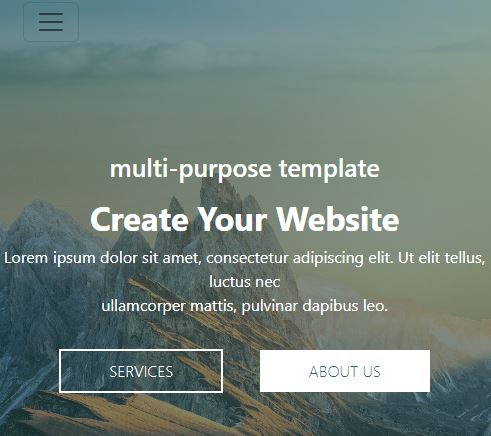 multi-purpose template
Create Your Website
Lorem ipsum dolor sit amet, consectetur adipiscing elit. Ut elit tellus,
luctus nec
ullamcorper mattis, pulvinar dapibus leo.
SERVICES
ABOUT US